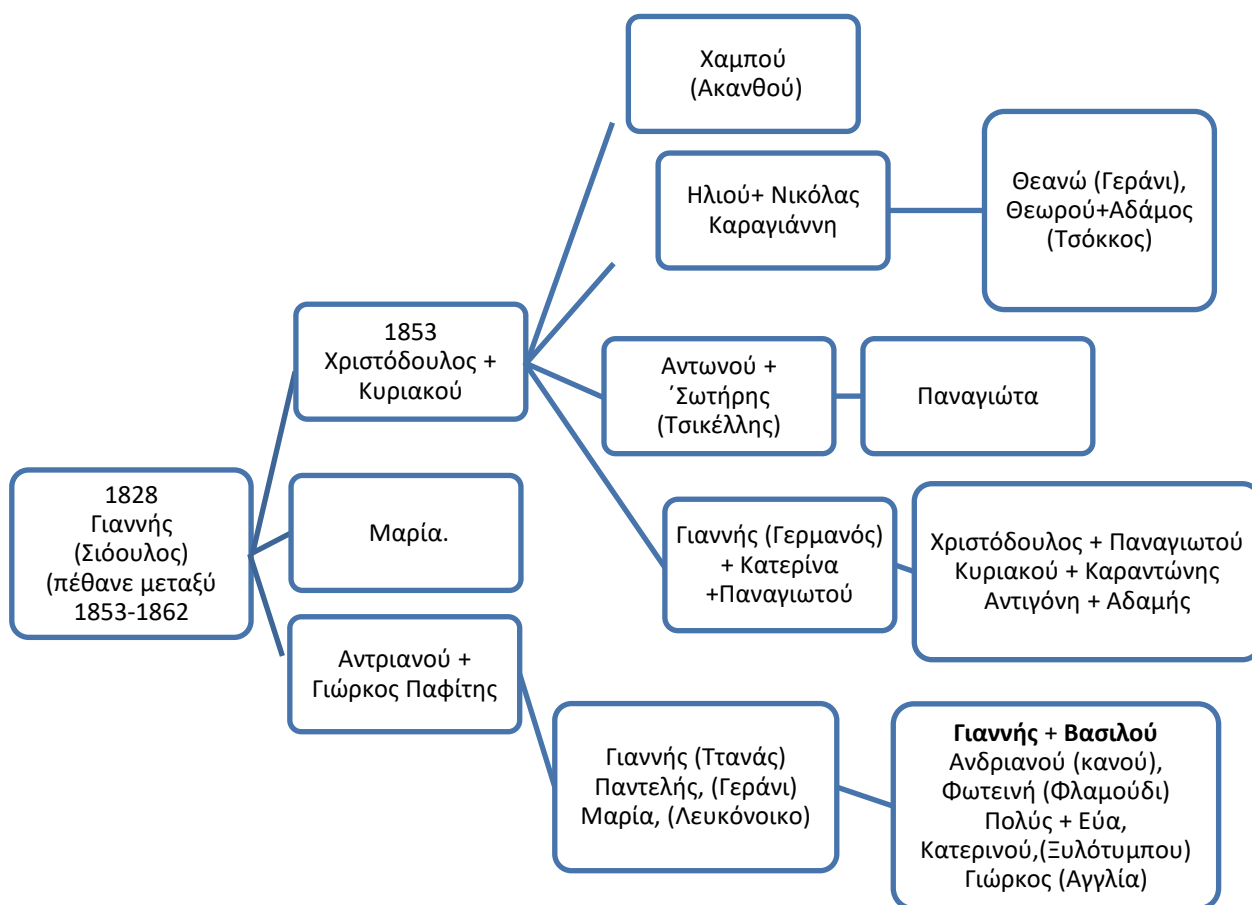 Χαμπού
(Ακανθού)
Ηλιού+ Νικόλας
Καραγιάννη
Θεανώ (Γεράνι),
Θεωρού+Αδάμος
(Τσόκκος)
1853
Χριστόδουλος +
Κυριακού
Αντωνού +
΄Σωτήρης
(Τσικέλλης)
Παναγιώτα
1828
Γιαννής
(Σιόουλος)
(πέθανε μεταξύ
1853-1862
Μαρία.
Γιαννής (Γερμανός)
+ Κατερίνα
+Παναγιωτού
Χριστόδουλος + Παναγιωτού
Κυριακού + Καραντώνης
Αντιγόνη + Αδαμής
Αντριανού +
Γιώρκος Παφίτης
Γιαννής (Ττανάς)
Παντελής, (Γεράνι)
Μαρία, (Λευκόνοικο)
Γιαννής + Βασιλού
Ανδριανού (κανού),
Φωτεινή (Φλαμούδι)
Πολύς + Εύα,
Κατερινού,(Ξυλότυμπου)
Γιώρκος (Αγγλία)